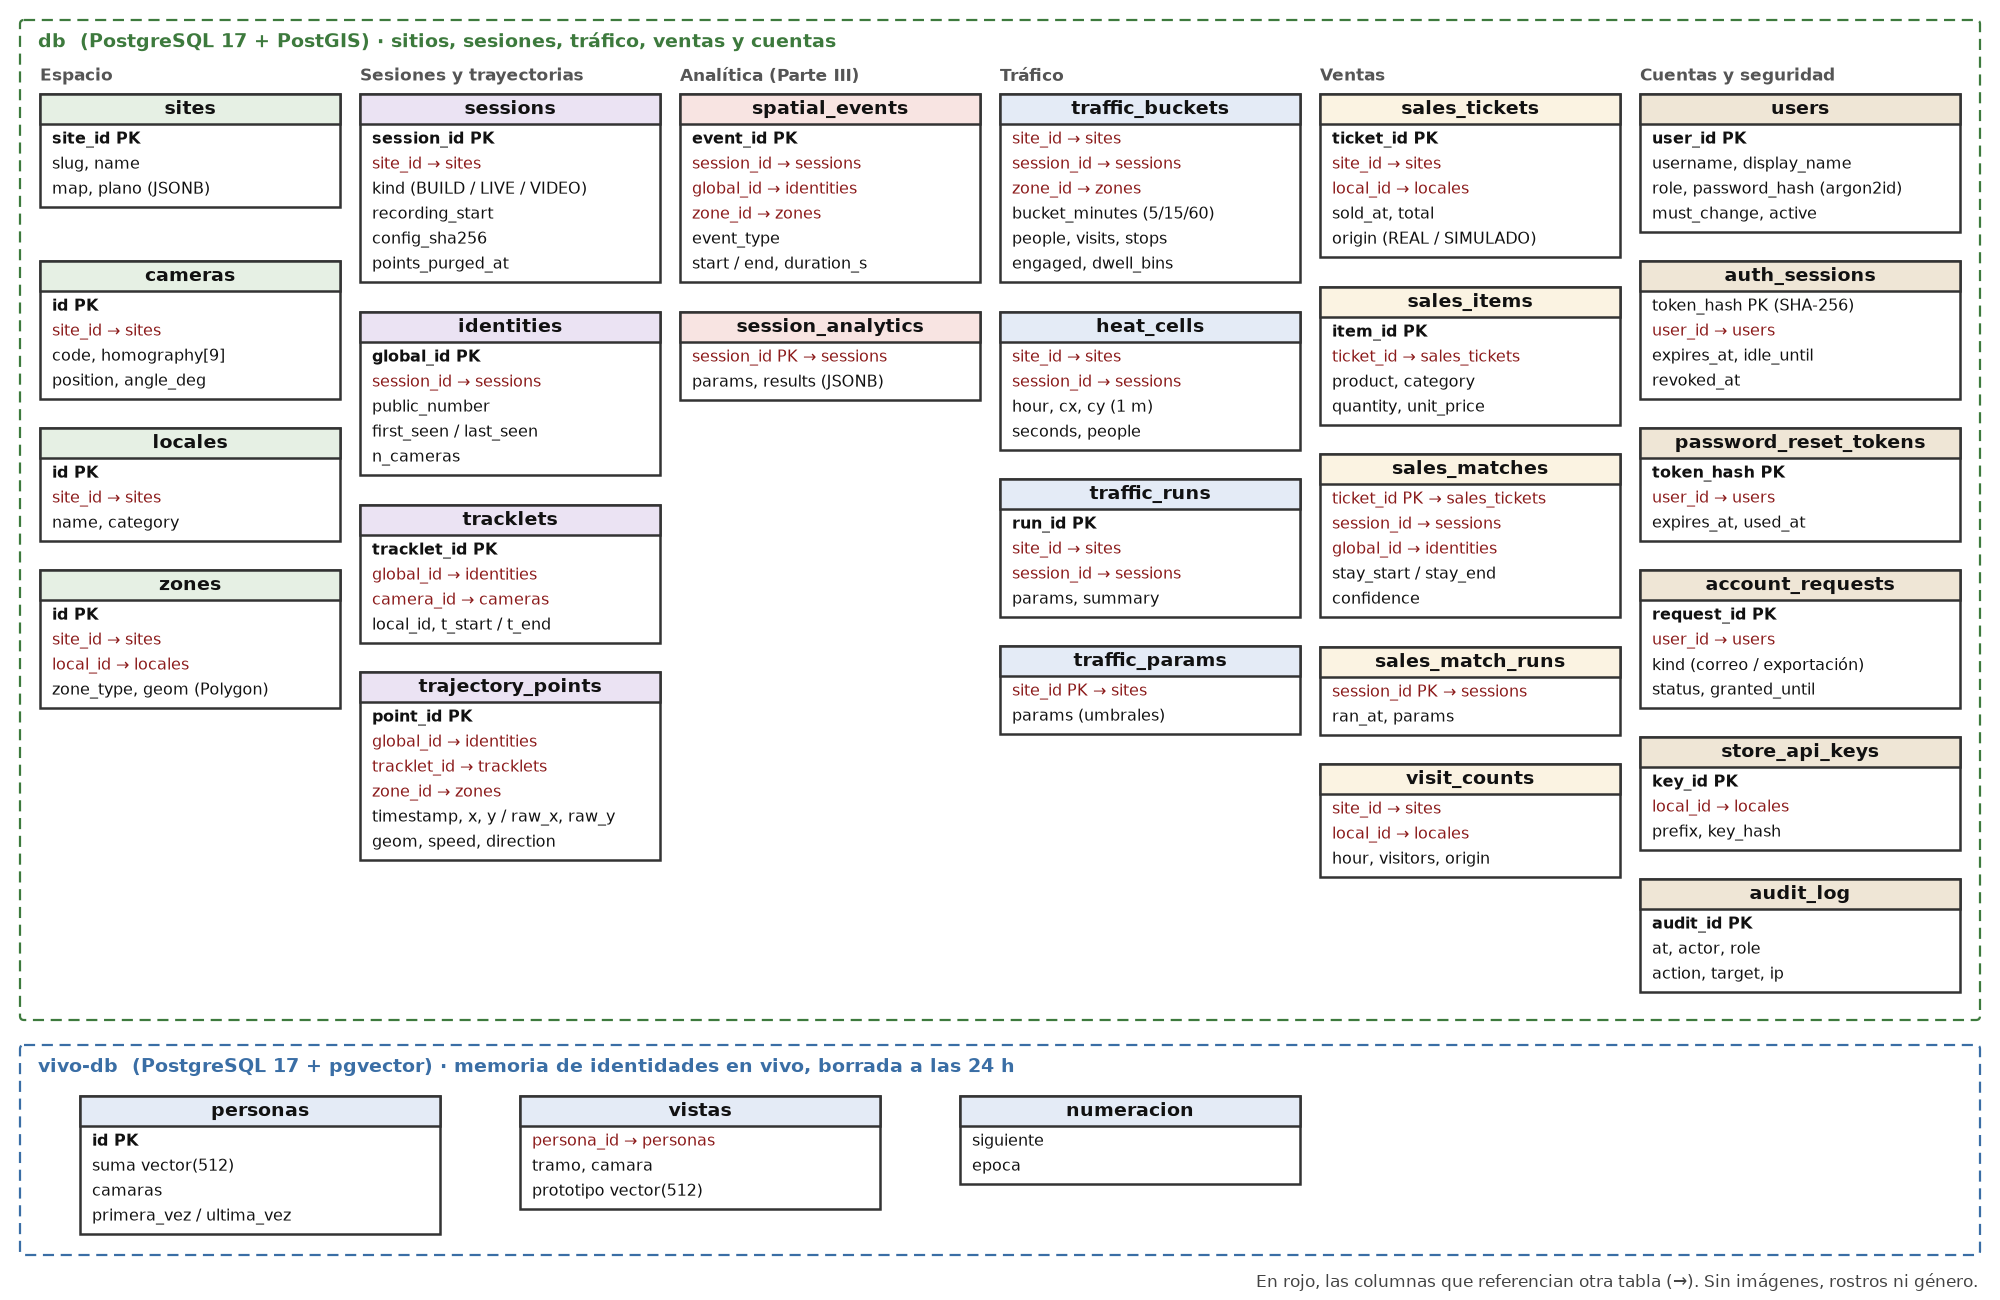 db  (PostgreSQL 17 + PostGIS) · sitios, sesiones, tráfico, ventas y cuentas
Espacio
sites
site_id PK
slug, name
map, plano (JSONB)
cameras
id PK
site_id → sites
code, homography[9]
position, angle_deg
locales
id PK
site_id → sites
name, category
zones
id PK
site_id → sites
local_id → locales
zone_type, geom (Polygon)
Sesiones y trayectorias
sessions
session_id PK
site_id → sites
kind (BUILD / LIVE / VIDEO)
recording_start
config_sha256
points_purged_at
identities
global_id PK
session_id → sessions
public_number
first_seen / last_seen
n_cameras
tracklets
tracklet_id PK
global_id → identities
camera_id → cameras
local_id, t_start / t_end
trajectory_points
point_id PK
global_id → identities
tracklet_id → tracklets
zone_id → zones
timestamp, x, y / raw_x, raw_y
geom, speed, direction
Analítica (Parte III)
spatial_events
event_id PK
session_id → sessions
global_id → identities
zone_id → zones
event_type
start / end, duration_s
session_analytics
session_id PK → sessions
params, results (JSONB)
Tráfico
traffic_buckets
site_id → sites
session_id → sessions
zone_id → zones
bucket_minutes (5/15/60)
people, visits, stops
engaged, dwell_bins
heat_cells
site_id → sites
session_id → sessions
hour, cx, cy (1 m)
seconds, people
traffic_runs
run_id PK
site_id → sites
session_id → sessions
params, summary
traffic_params
site_id PK → sites
params (umbrales)
Ventas
sales_tickets
ticket_id PK
site_id → sites
local_id → locales
sold_at, total
origin (REAL / SIMULADO)
sales_items
item_id PK
ticket_id → sales_tickets
product, category
quantity, unit_price
sales_matches
ticket_id PK → sales_tickets
session_id → sessions
global_id → identities
stay_start / stay_end
confidence
sales_match_runs
session_id PK → sessions
ran_at, params
visit_counts
site_id → sites
local_id → locales
hour, visitors, origin
Cuentas y seguridad
users
user_id PK
username, display_name
role, password_hash (argon2id)
must_change, active
auth_sessions
token_hash PK (SHA-256)
user_id → users
expires_at, idle_until
revoked_at
password_reset_tokens
token_hash PK
user_id → users
expires_at, used_at
account_requests
request_id PK
user_id → users
kind (correo / exportación)
status, granted_until
store_api_keys
key_id PK
local_id → locales
prefix, key_hash
audit_log
audit_id PK
at, actor, role
action, target, ip
vivo-db  (PostgreSQL 17 + pgvector) · memoria de identidades en vivo, borrada a las 24 h
personas
id PK
suma vector(512)
camaras
primera_vez / ultima_vez
vistas
persona_id → personas
tramo, camara
prototipo vector(512)
numeracion
siguiente
epoca
En rojo, las columnas que referencian otra tabla (→). Sin imágenes, rostros ni género.